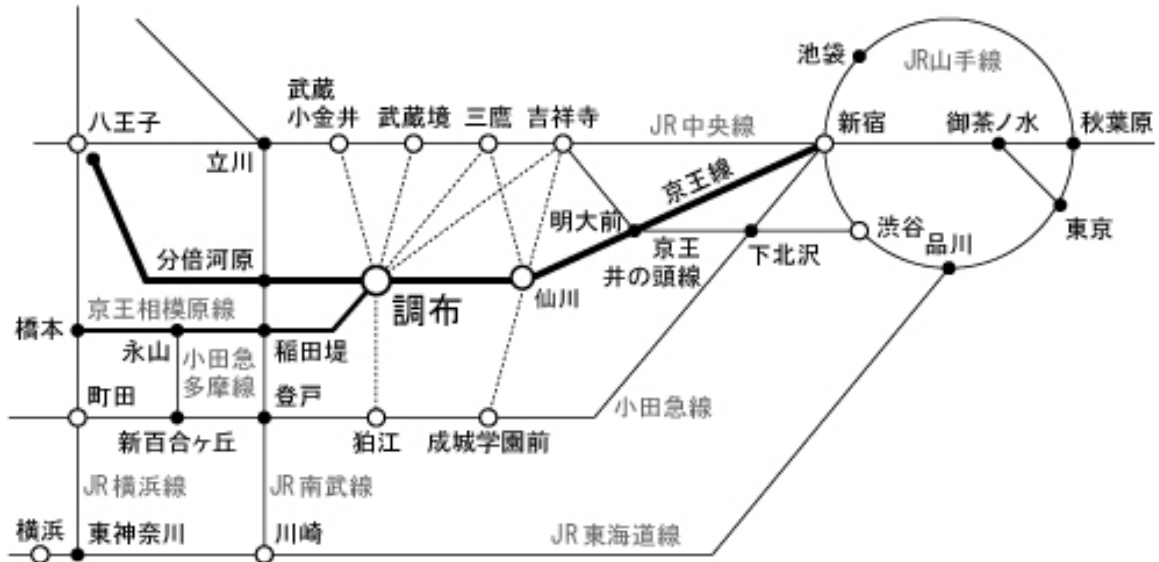 池袋
JR山手線
武蔵
小金井
武蔵境
三鷹
吉祥寺
JR中央線
新宿
御茶ノ水
秋葉原
八王子
立川
京王線
明大前
京王
井の頭線
下北沢
渋谷
品川
東京
分倍河原
調布
仙川
京王相模原線
橋本
永山
小田急
多摩線
稲田堤
町田
登戸
新百合ヶ丘
狛江
成城学園前
小田急線
JR横浜線
JR南武線
横浜
東神奈川
川崎
JR東海道線